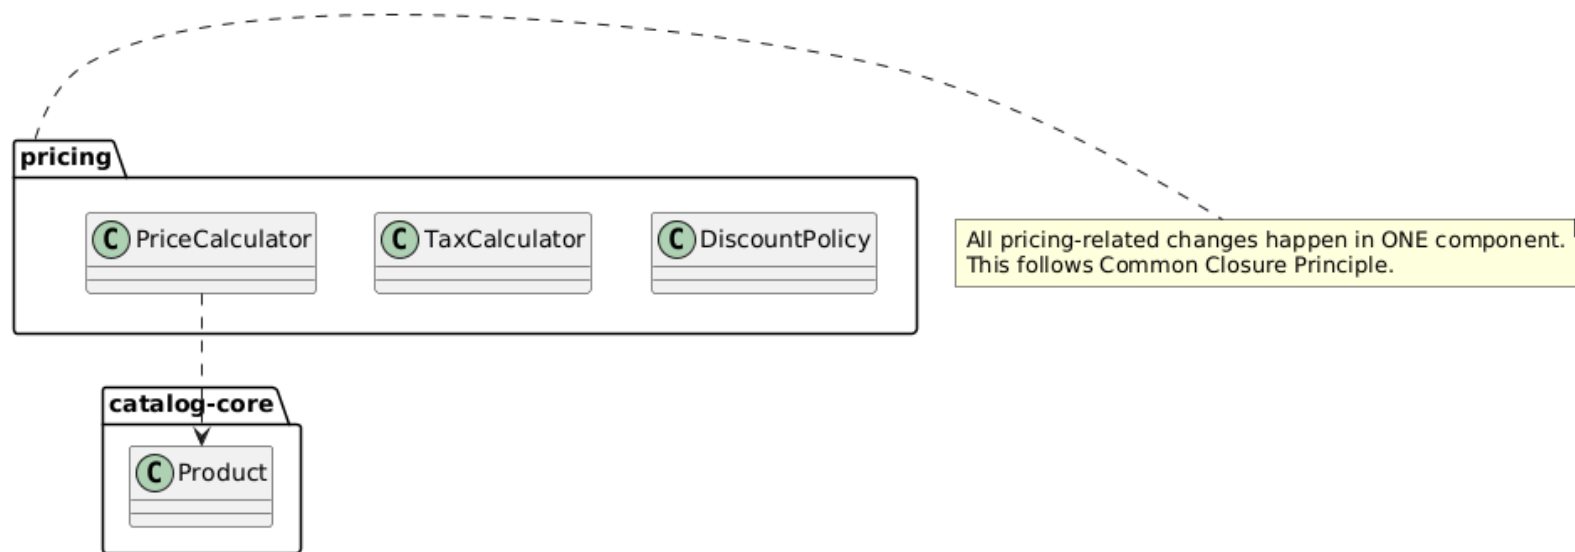 pricing
C PriceCalculator
C TaxCalculator
C DiscountPolicy
All pricing-related changes happen in ONE component.
This follows Common Closure Principle.
catalog-core
C Product